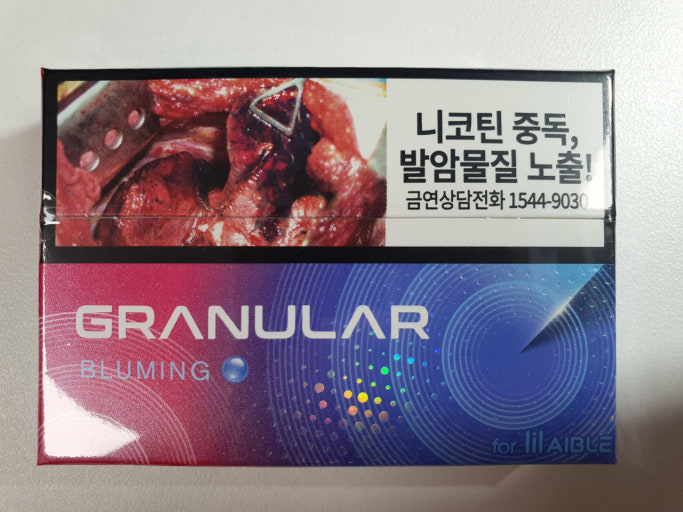 니코틴 중독,
발암물질 노출!
금연상담전화 1544-9030
GRANULAR
BLUMING
for lil AIBLE